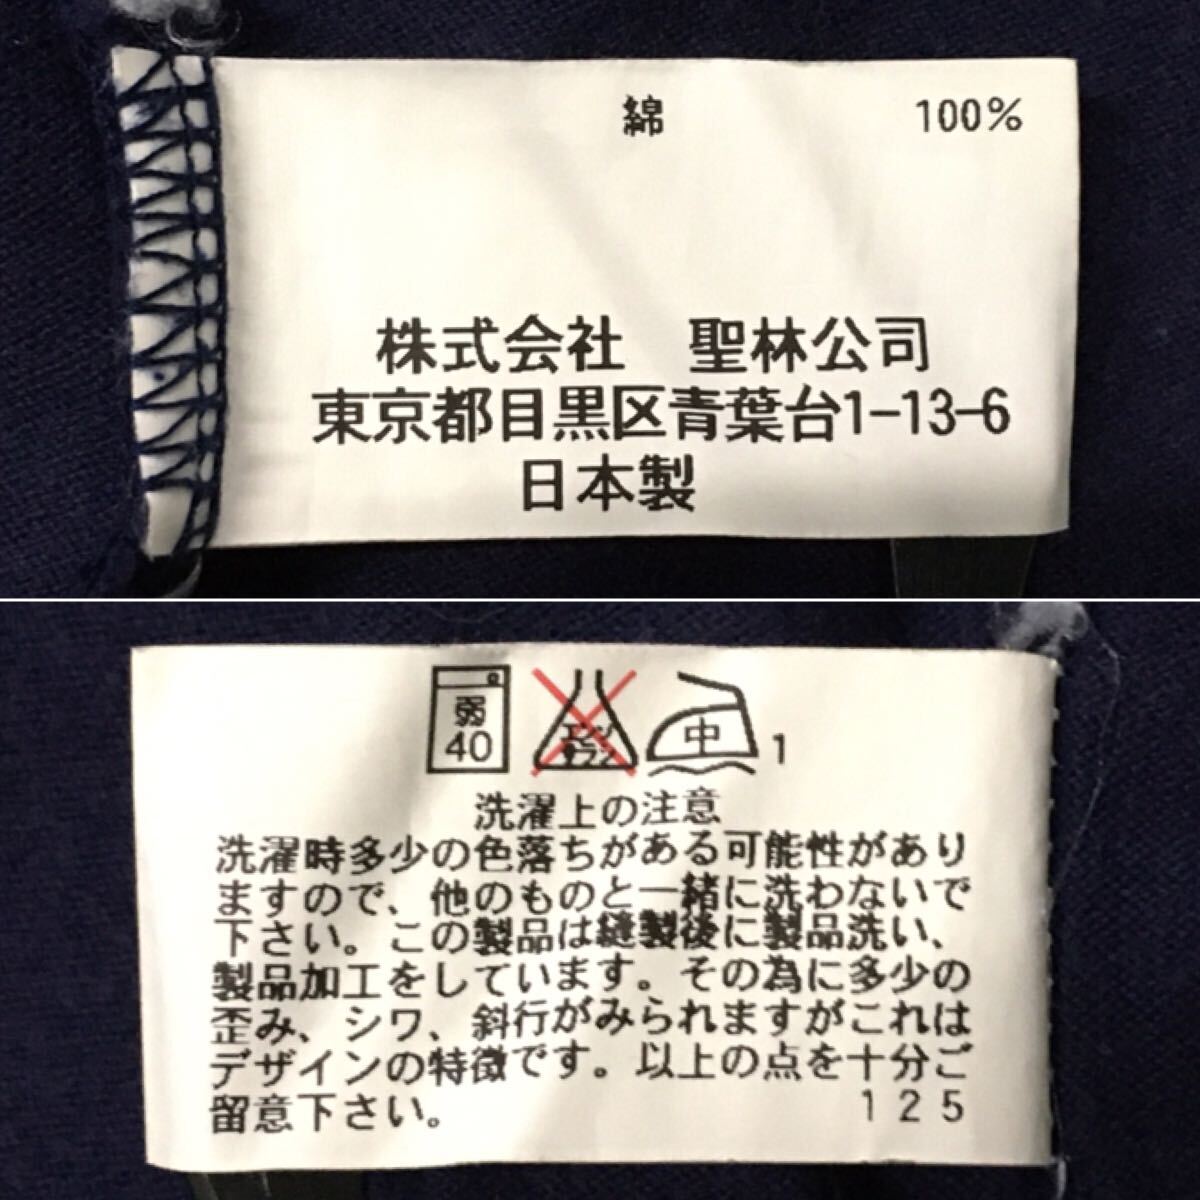 綿 100%
株式会社 聖林公司
東京都目黒区青葉台1-13-6
日本製
弱
40
エンソ
サラシ
中
1
洗濯上の注意
洗濯時多少の色落ちがある可能性があり
ますので、他のものと一緒に洗わないで
下さい。この製品は縫製後に製品洗い、
製品加工をしています。その為に多少の
歪み、シワ、斜行がみられますがこれは
デザインの特徴です。以上の点を十分ご
留意下さい。 125